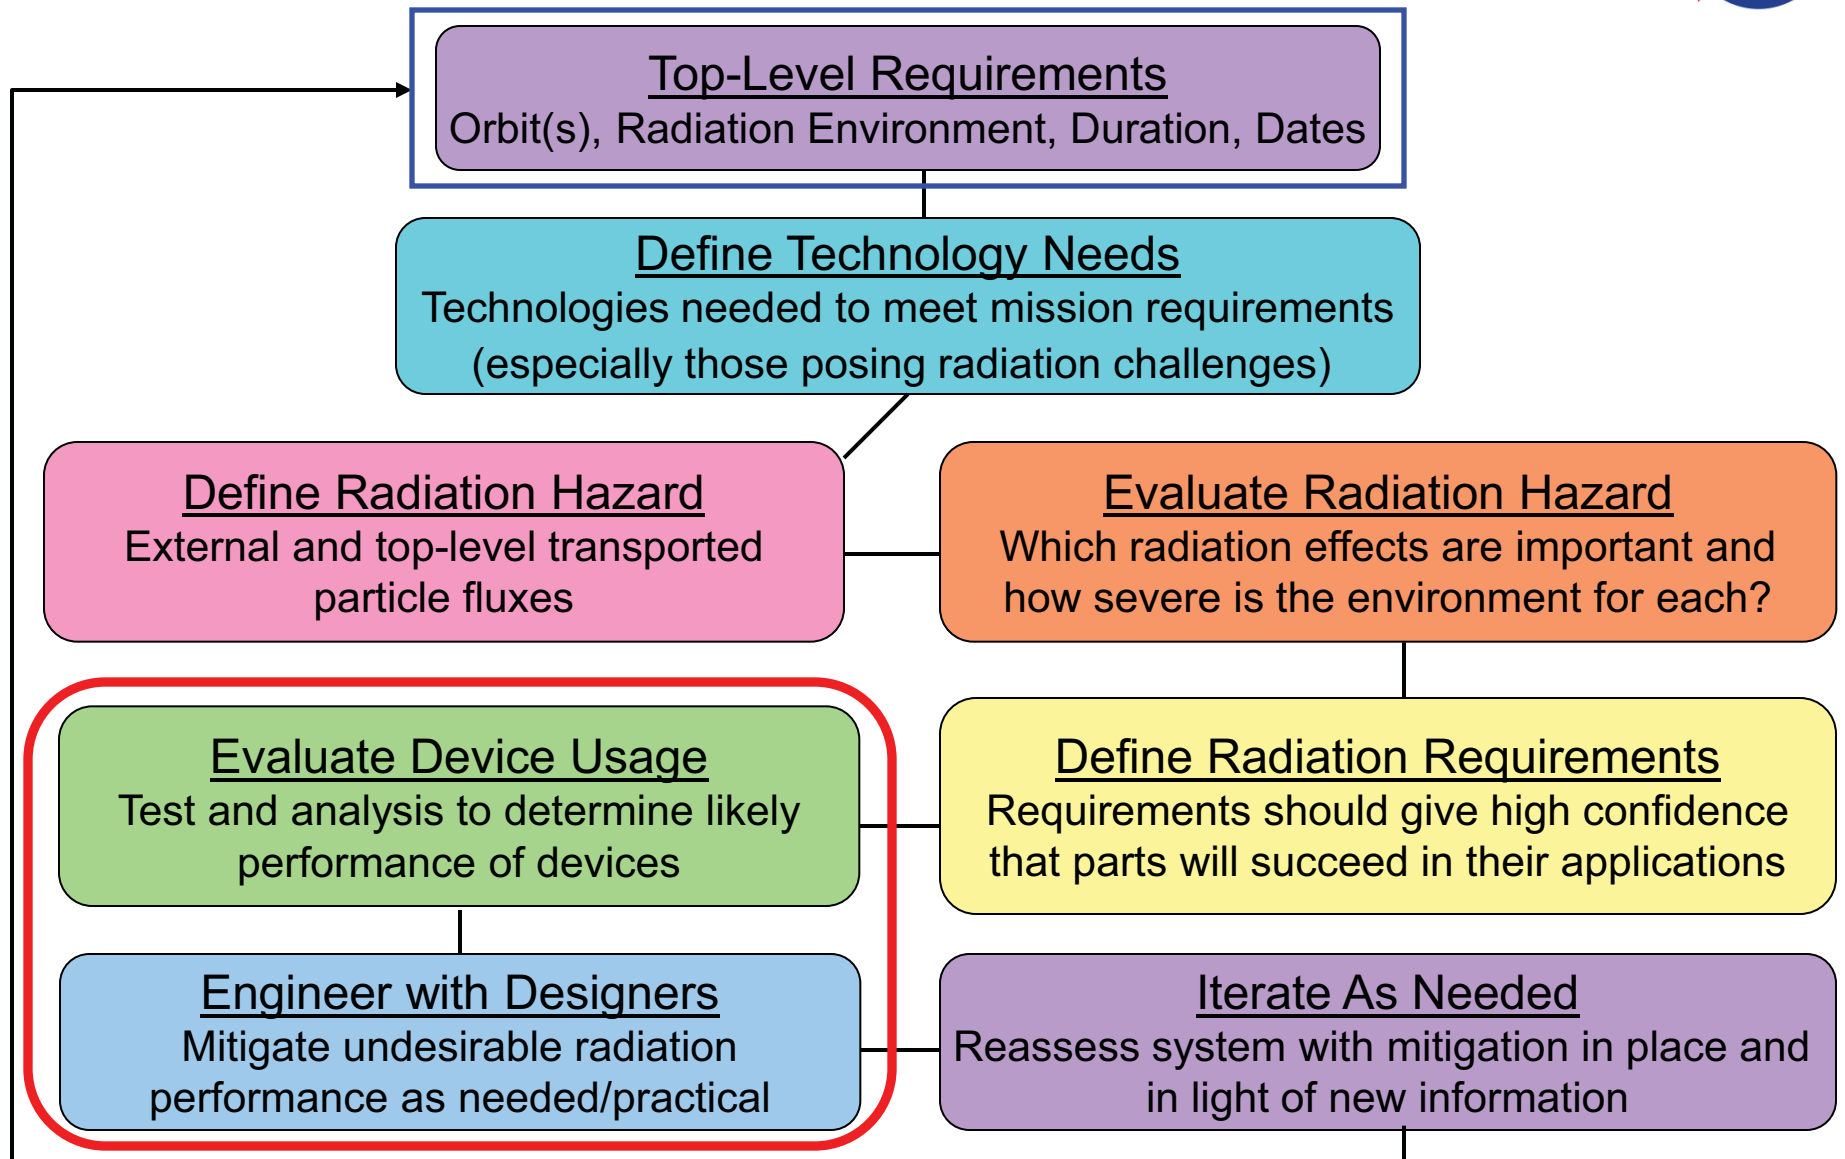 Top-Level Requirements
Orbit(s), Radiation Environment, Duration, Dates
Define Technology Needs
Technologies needed to meet mission requirements
(especially those posing radiation challenges)
Define Radiation Hazard
External and top-level transported
particle fluxes
Evaluate Radiation Hazard
Which radiation effects are important and
how severe is the environment for each?
Evaluate Device Usage
Test and analysis to determine likely
performance of devices
Define Radiation Requirements
Requirements should give high confidence
that parts will succeed in their applications
Engineer with Designers
Mitigate undesirable radiation
performance as needed/practical
Iterate As Needed
Reassess system with mitigation in place and
in light of new information